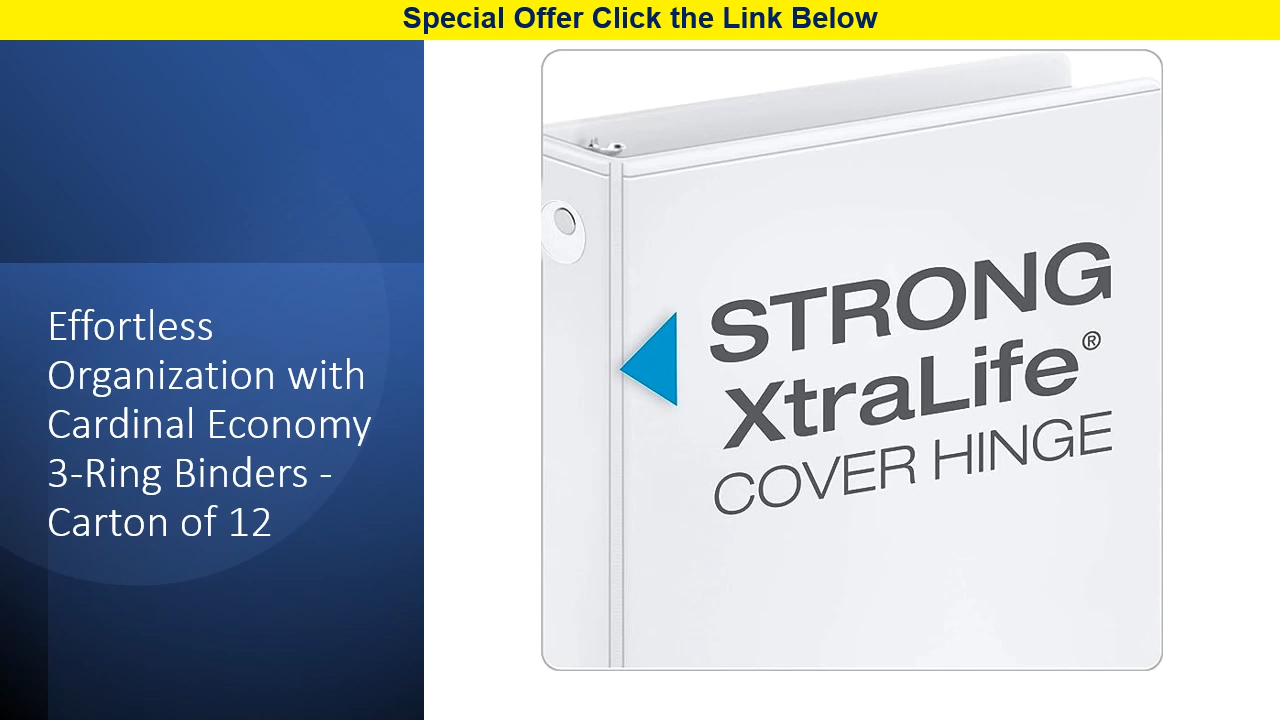 Special Offer Click the Link Below
Effortless
Organization with
Cardinal Economy
3-Ring Binders -
Carton of 12
STRONG
XtraLife®
COVER HINGE